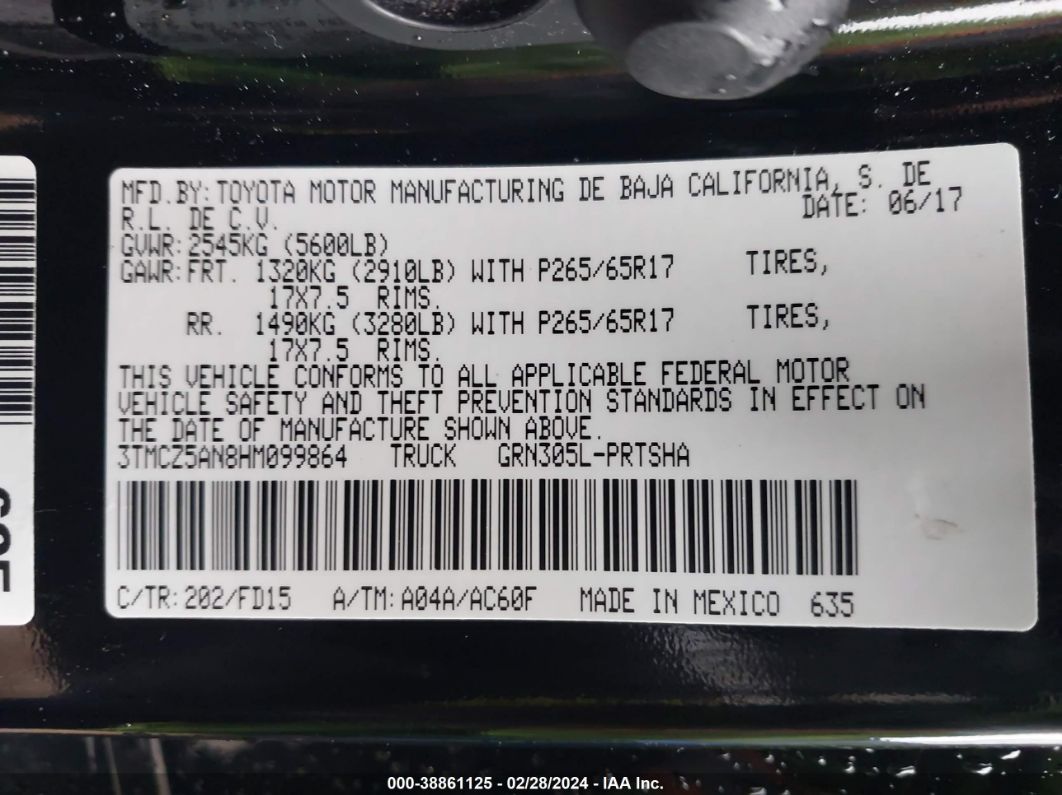 MFD.BY:TOYOTA MOTOR MANUFACTURING DE BAJA CALIFORNIA, S. DE
R.L. DE C.V. DATE: 06/17
GVWR:2545KG (5600LB)
GAWR:FRT. 1320KG (2910LB) WITH P265/65R17 TIRES,
17X7.5 RIMS.
RR. 1490KG (3280LB) WITH P265/65R17 TIRES,
17X7.5 RIMS.
THIS VEHICLE CONFORMS TO ALL APPLICABLE FEDERAL MOTOR
VEHICLE SAFETY AND THEFT PREVENTION STANDARDS IN EFFECT ON
THE DATE OF MANUFACTURE SHOWN ABOVE.
3TMCZ5AN8HM099864 TRUCK GRN305L-PRTSHA
C/TR:202/FD15 A/TM:A04A/AC60F MADE IN MEXICO 635
000-38861125 - 02/28/2024 - IAA Inc.